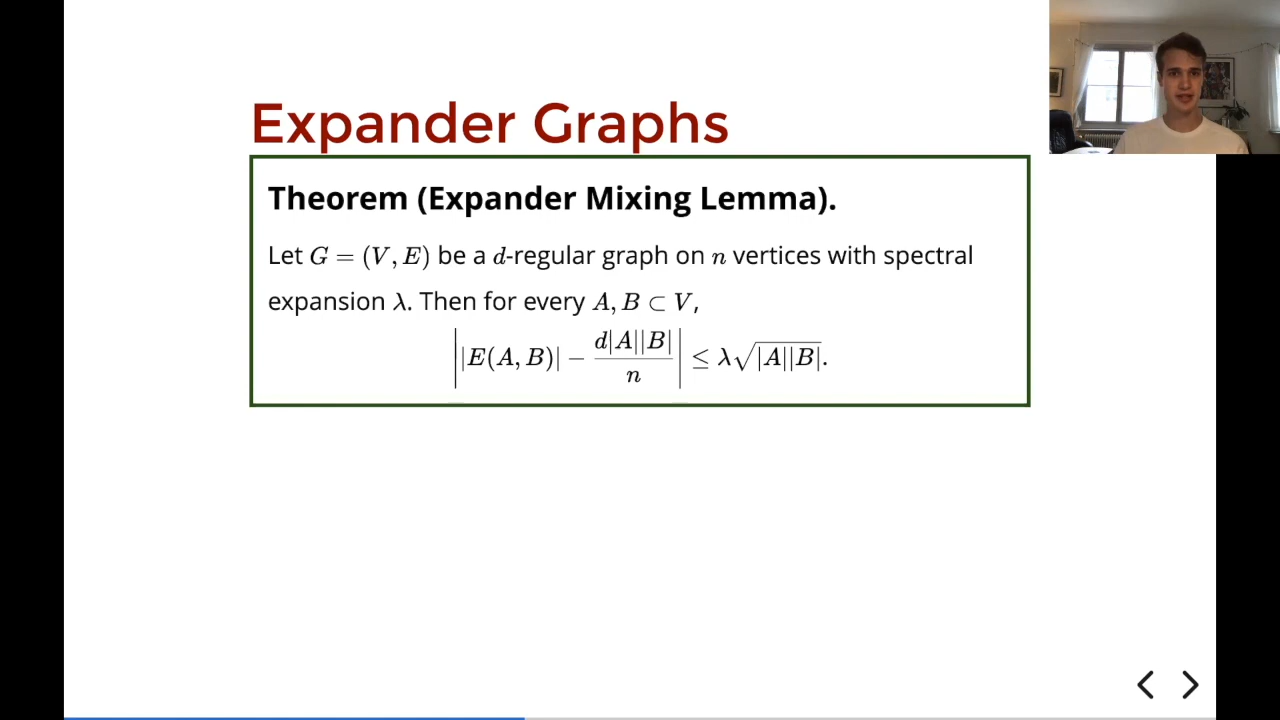 Expander Graphs
Theorem (Expander Mixing Lemma).
Let G = (V, E) be a d-regular graph on n vertices with spectral
expansion λ. Then for every A, B ⊂ V,
| |E(A, B)| − d|A||B| / n | ≤ λ√|A||B|.